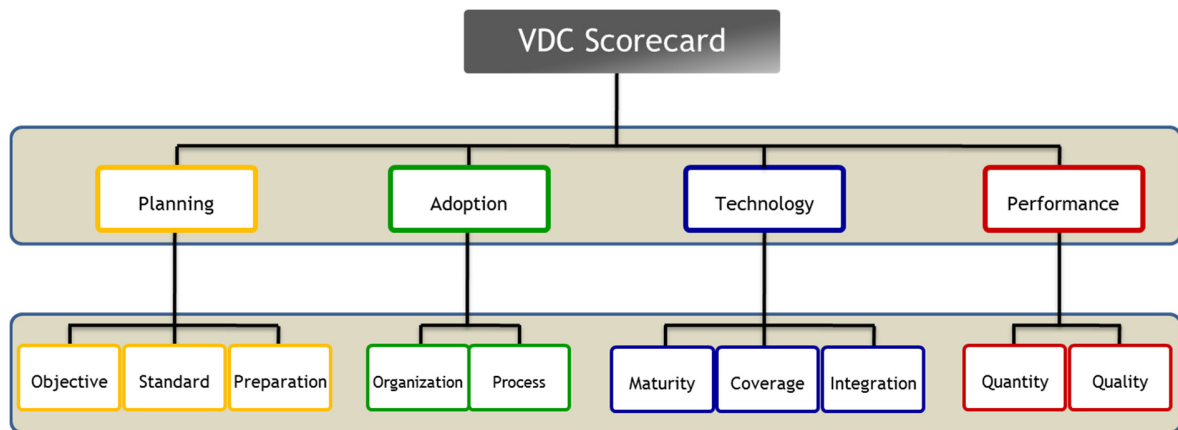 VDC Scorecard
Planning
Adoption
Technology
Performance
Objective
Standard
Preparation
Organization
Process
Maturity
Coverage
Integration
Quantity
Quality